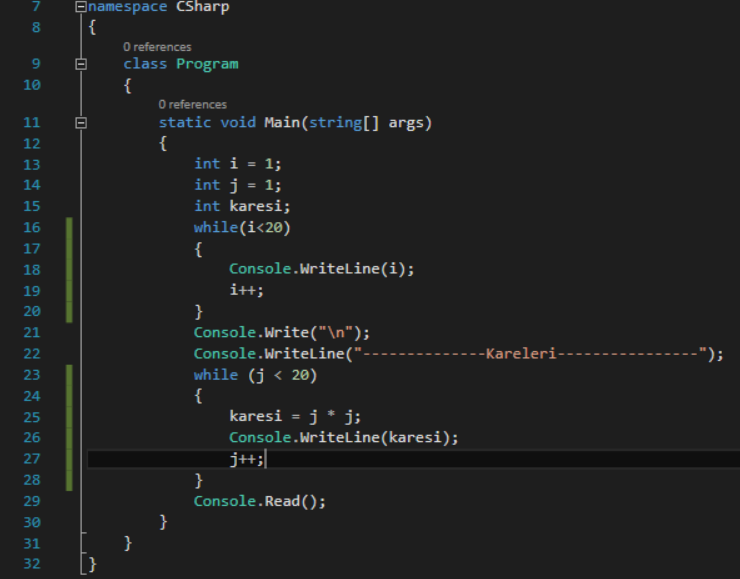 7 namespace CSharp
8 {
0 references
9 class Program
10 {
0 references
11 static void Main(string[] args)
12 {
13 int i = 1;
14 int j = 1;
15 int karesi;
16 while(i<20)
17 {
18 Console.WriteLine(i);
19 i++;
20 }
21 Console.Write("\n");
22 Console.WriteLine("--------------Kareleri----------------");
23 while (j < 20)
24 {
25 karesi = j * j;
26 Console.WriteLine(karesi);
27 j++;
28 }
29 Console.Read();
30 }
31 }
32 }